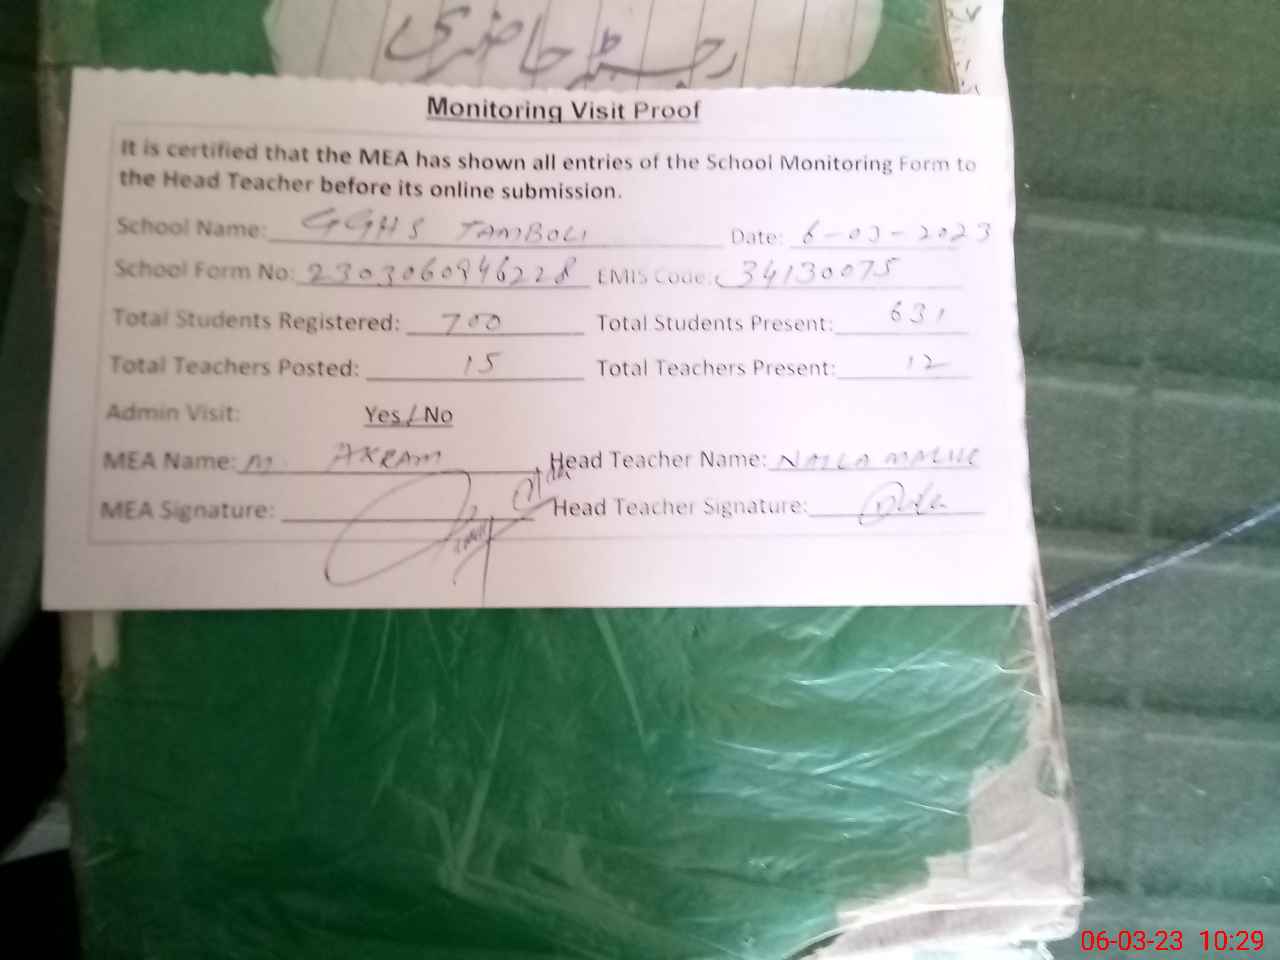 رجسٹر حاضری
Monitoring Visit Proof
It is certified that the MEA has shown all entries of the School Monitoring Form to
the Head Teacher before its online submission.
School Name: GGHS TAMBOLI Date: 6-03-2023
School Form No: 2303060946228 EMIS Code: 34130075
Total Students Registered: 700 Total Students Present: 631
Total Teachers Posted: 15 Total Teachers Present: 12
Admin Visit: Yes / No
MEA Name: M. AKRAM Head Teacher Name: NAILA MALIK
MEA Signature: Head Teacher Signature:
06-03-23 10:29